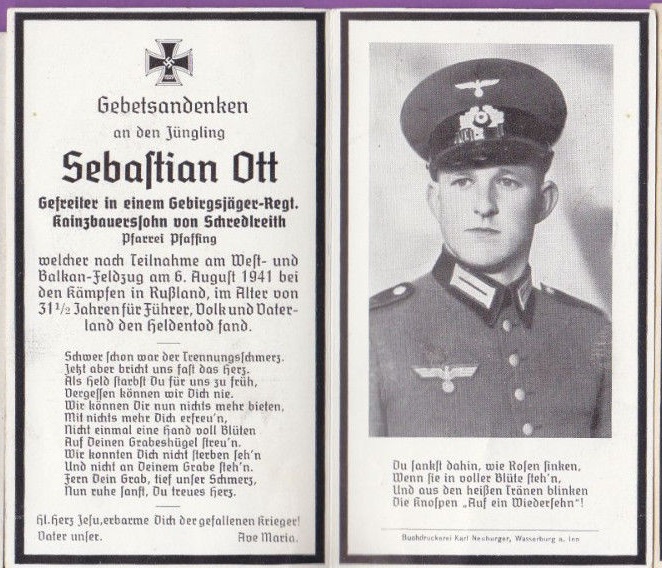 Gebetsandenken
an den Jüngling
Sebastian Ott
Gefreiter in einem Gebirgsjäger-Regt.
Kainzbauerssohn von Schredlreith
Pfarrei Pfaffing
welcher nach Teilnahme am West- und
Balkan-Feldzug am 6. August 1941 bei
den Kämpfen in Rußland, im Alter von
31½ Jahren für Führer, Volk und Vater-
land den Heldentod fand.
Schwer schon war der Trennungsschmerz.
Jetzt aber bricht uns fast das Herz.
Als Held starbst Du für uns zu früh,
Vergessen können wir Dich nie.
Wir können Dir nun nichts mehr bieten,
Mit nichts mehr Dich erfreu'n,
Nicht einmal eine Hand voll Blüten
Auf Deinen Grabeshügel streu'n.
Wir konnten Dich nicht sterben seh'n
Und nicht an Deinem Grabe steh'n.
Fern Dein Grab, tief unser Schmerz,
Nun ruhe sanft, Du treues Herz.
Hl. Herz Jesu, erbarme Dich der gefallenen Krieger!
Vater unser. Ave Maria.
Du sankst dahin, wie Rosen sinken,
Wenn sie in voller Blüte steh'n,
Und aus den heißen Tränen blinken
Die Knospen „Auf ein Wiedersehn“!
Buchdruckerei Karl Neuburger, Wasserburg a. Inn